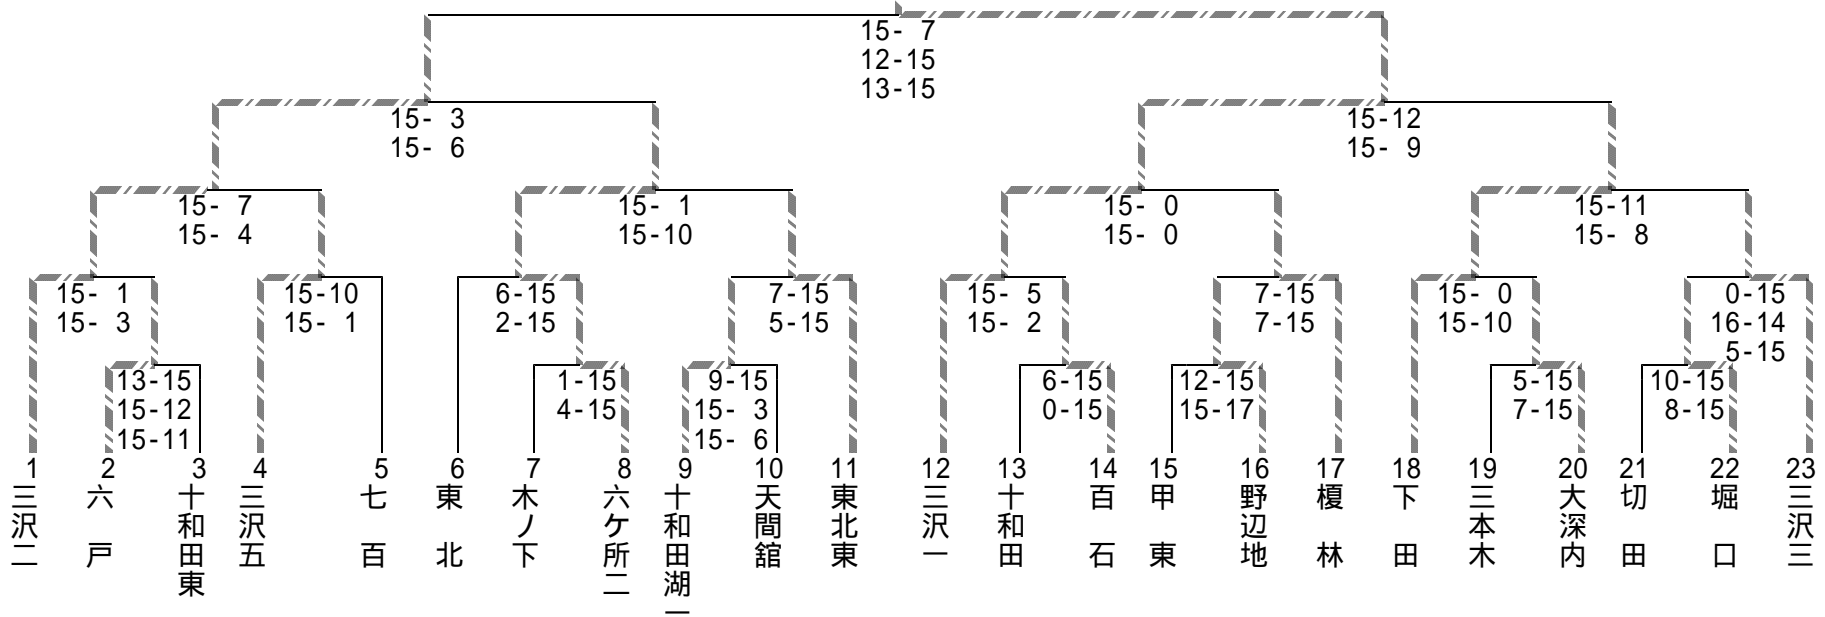 15- 7
12-15
13-15
15- 3
15- 6
15-12
15- 9
15- 7
15- 4
15- 1
15-10
15- 0
15- 0
15-11
15- 8
15- 1
15- 3
15-10
15- 1
6-15
2-15
7-15
5-15
15- 5
15- 2
7-15
7-15
15- 0
15-10
0-15
16-14
5-15
13-15
15-12
15-11
1-15
4-15
9-15
15- 3
15- 6
6-15
0-15
12-15
15-17
5-15
7-15
10-15
8-15
1 三沢二
2 六戸
3 十和田東
4 三沢五
5 七百
6 東北
7 木ノ下
8 六ケ所二
9 十和田湖一
10 天間舘
11 東北東
12 三沢一
13 十和田
14 百石
15 甲東
16 野辺地
17 榎林
18 下田
19 三本木
20 大深内
21 切田
22 堀口
23 三沢三